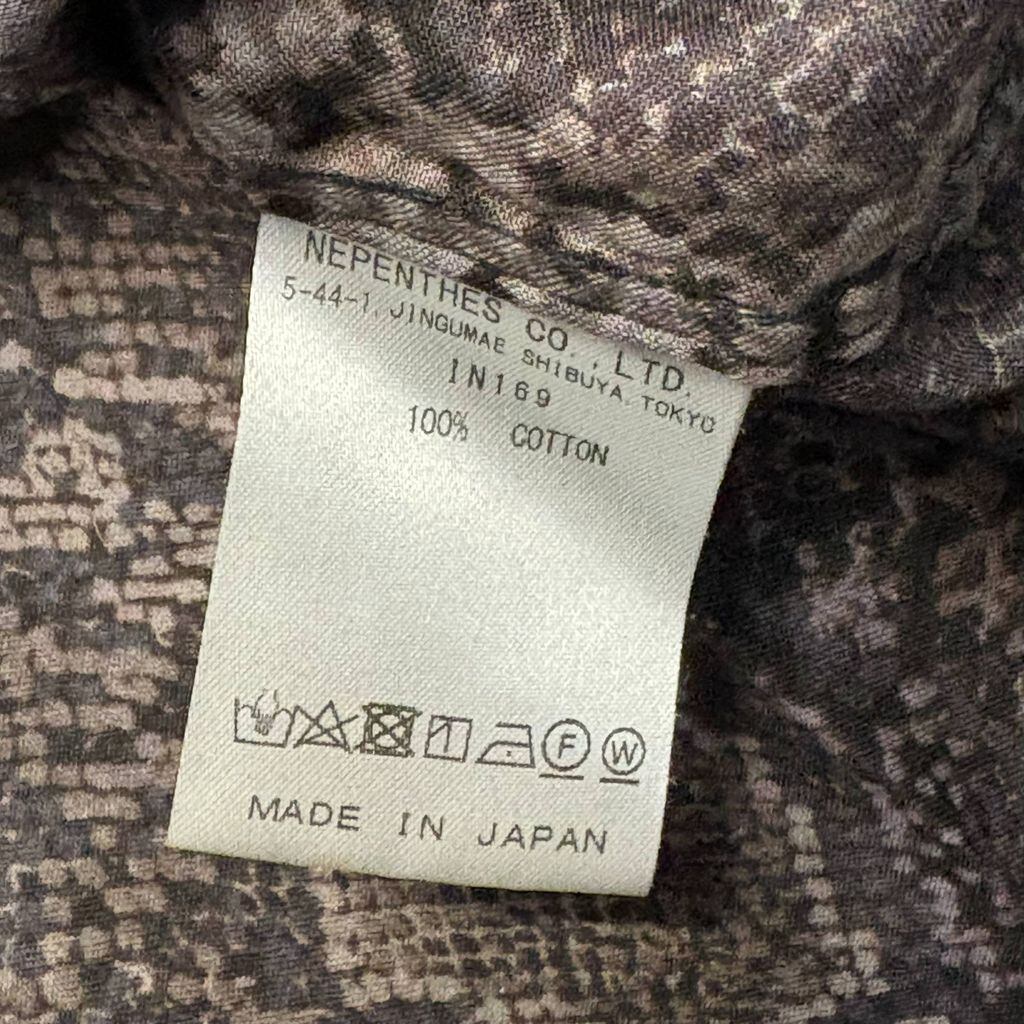 NEPENTHES CO.,LTD.
5-44-1, JINGUMAE SHIBUYA, TOKYO
IN169
100% COTTON
F W
MADE IN JAPAN